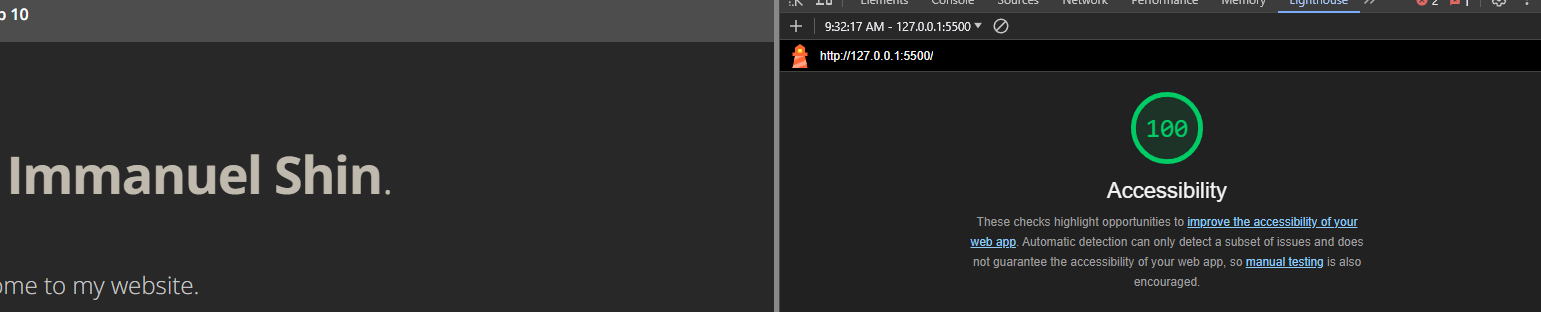 o 10
Immanuel Shin.
ome to my website.
Elements Console Sources Network Performance Memory Lighthouse 2 1
9:32:17 AM - 127.0.0.1:5500
http://127.0.0.1:5500/
100
Accessibility
These checks highlight opportunities to improve the accessibility of your
web app. Automatic detection can only detect a subset of issues and does
not guarantee the accessibility of your web app, so manual testing is also
encouraged.